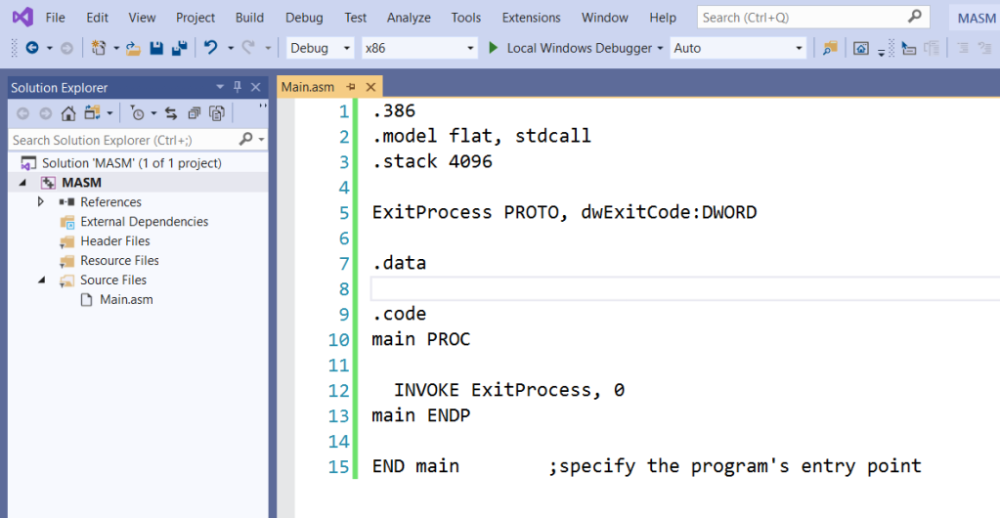 File Edit View Project Build Debug Test Analyze Tools Extensions Window Help Search (Ctrl+Q) MASM
Debug x86 Local Windows Debugger Auto
Solution Explorer
Search Solution Explorer (Ctrl+;)
Solution 'MASM' (1 of 1 project)
MASM
References
External Dependencies
Header Files
Resource Files
Source Files
Main.asm
Main.asm
1 .386
2 .model flat, stdcall
3 .stack 4096
4
5 ExitProcess PROTO, dwExitCode:DWORD
6
7 .data
8
9 .code
10 main PROC
11
12 INVOKE ExitProcess, 0
13 main ENDP
14
15 END main ;specify the program's entry point